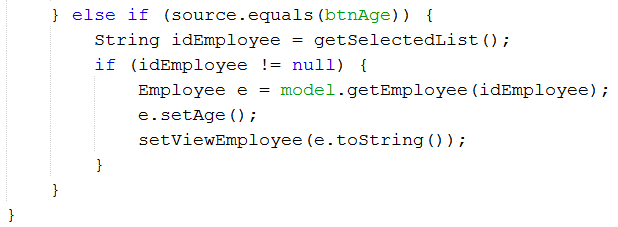 } else if (source.equals(btnAge)) {
String idEmployee = getSelectedList();
if (idEmployee != null) {
Employee e = model.getEmployee(idEmployee);
e.setAge();
setViewEmployee(e.toString());
}
}
}